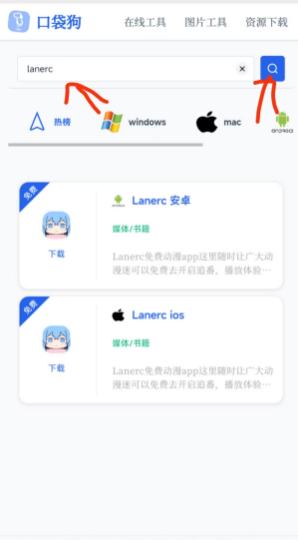 口袋狗
在线工具 图片工具 资源下载
lanerc
热榜 windows mac android
免费
Lanerc 安卓
媒体/书籍
下载
Lanerc免费动漫app这里随时让广大动
漫迷可以免费去开启追番，播放体验…
免费
Lanerc ios
媒体/书籍
下载
Lanerc免费动漫app这里随时让广大动
漫迷可以免费去开启追番，播放体验…